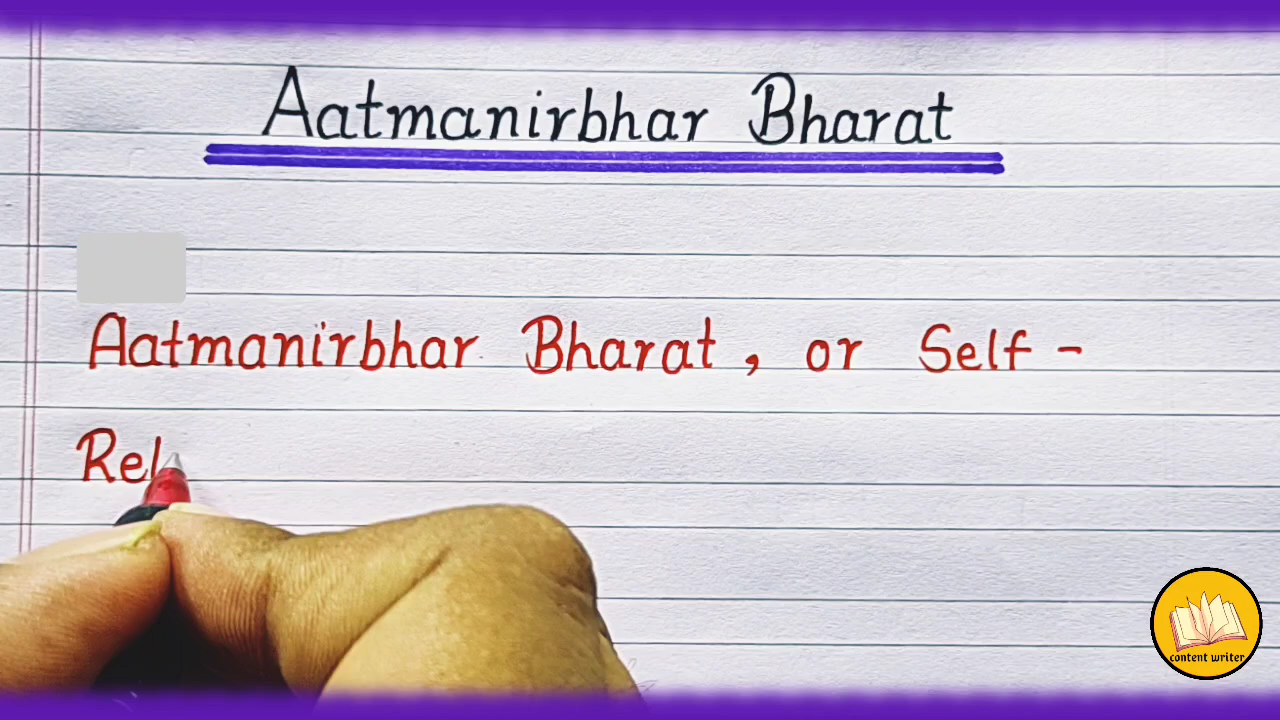 Aatmanirbhar Bharat
Aatmanirbhar Bharat, or Self-
Rel
content writer